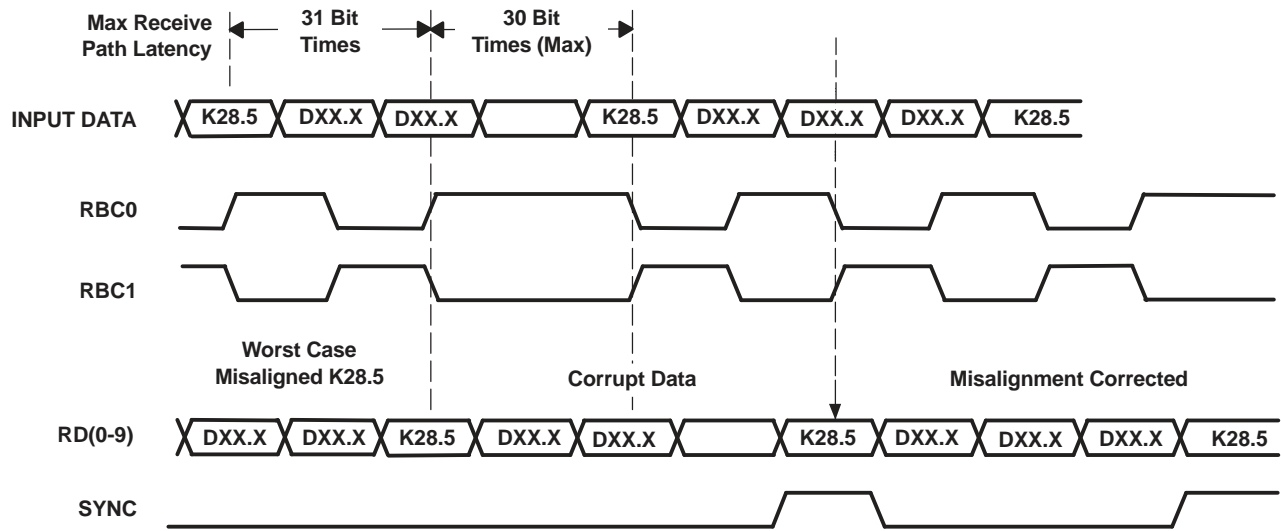 Max Receive
Path Latency
31 Bit
Times
30 Bit
Times (Max)
INPUT DATA
K28.5 DXX.X DXX.X K28.5 DXX.X DXX.X DXX.X K28.5
RBC0
RBC1
Worst Case
Misaligned K28.5
Corrupt Data
Misalignment Corrected
RD(0-9)
DXX.X DXX.X K28.5 DXX.X DXX.X K28.5 DXX.X DXX.X DXX.X K28.5
SYNC